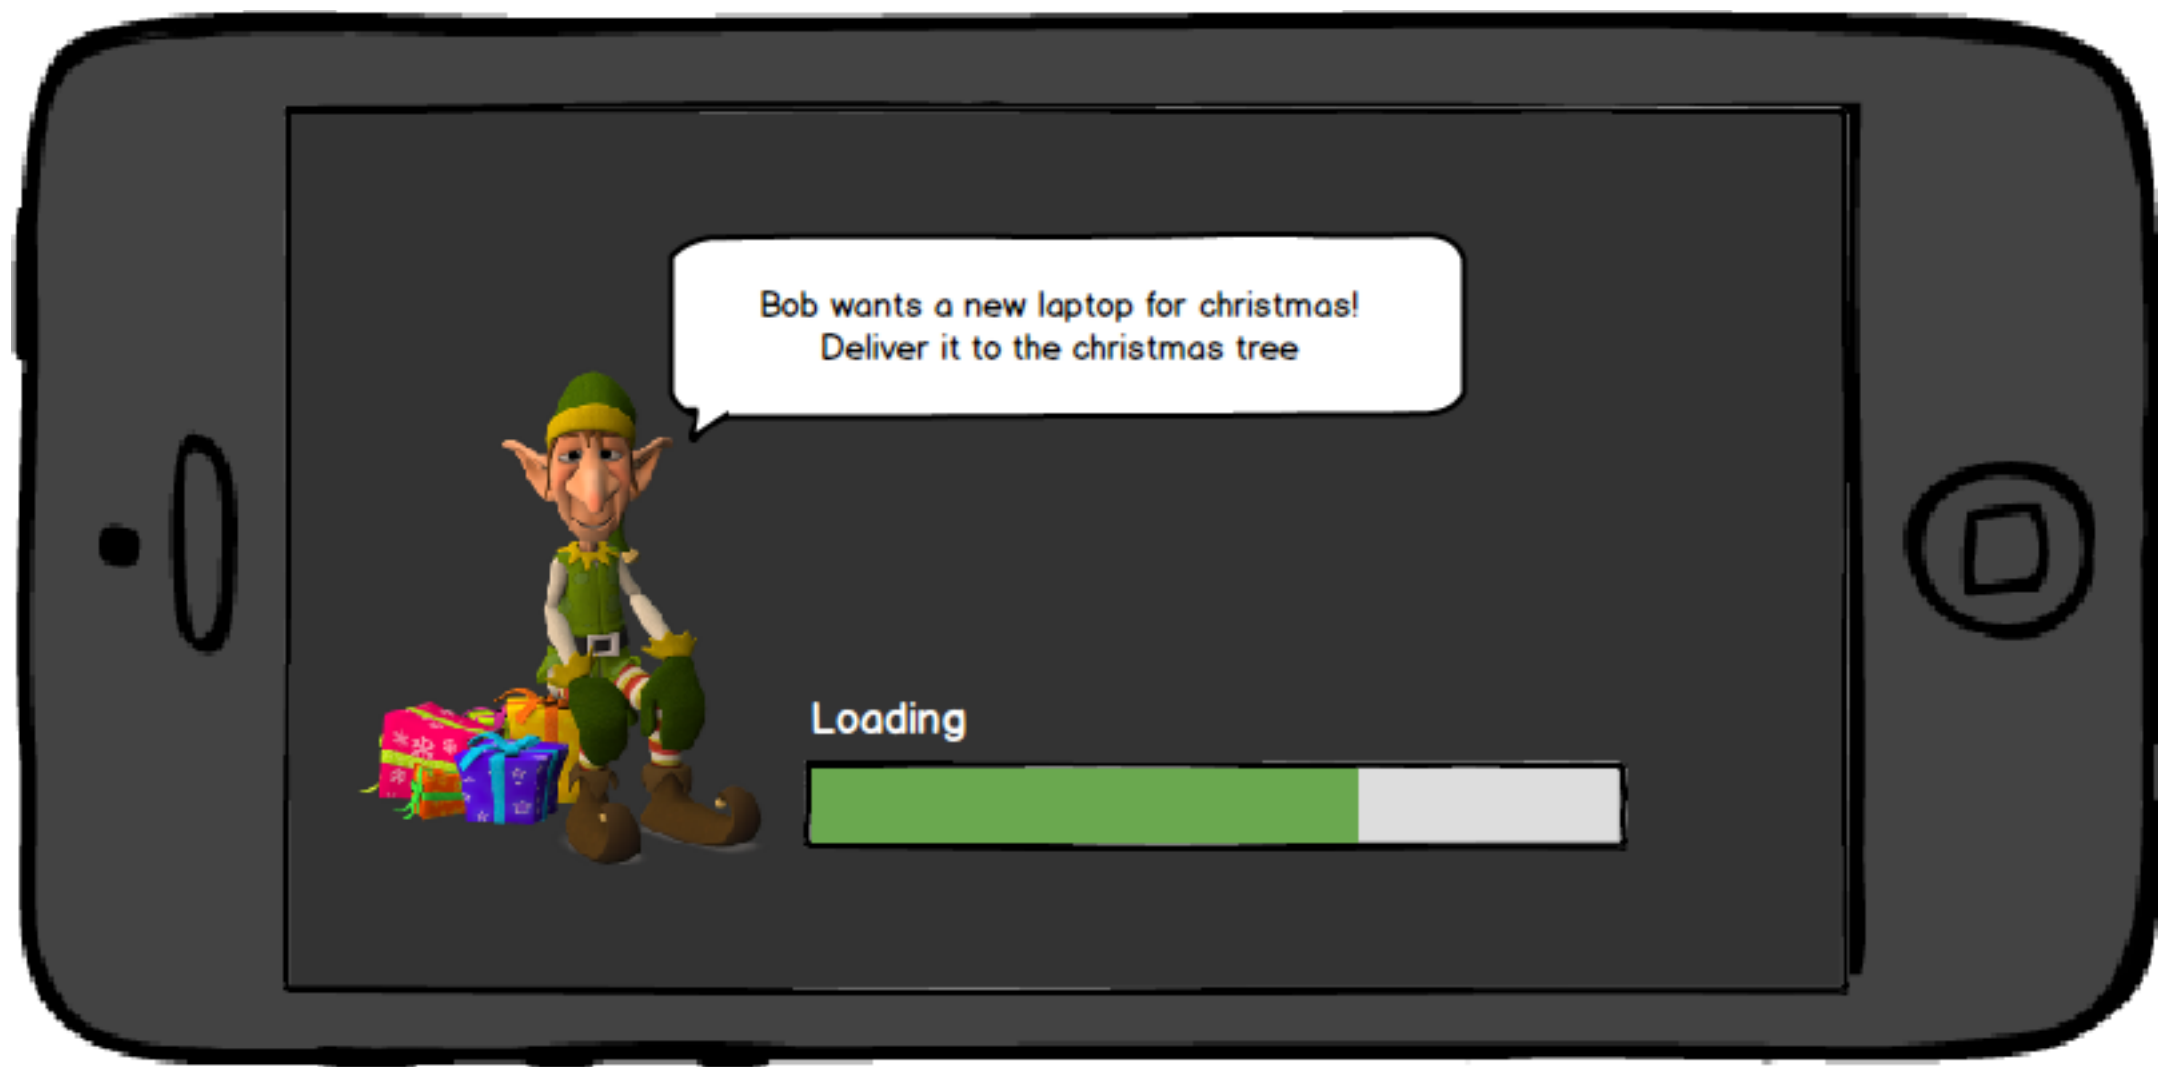 Bob wants a new laptop for christmas!
Deliver it to the christmas tree
Loading